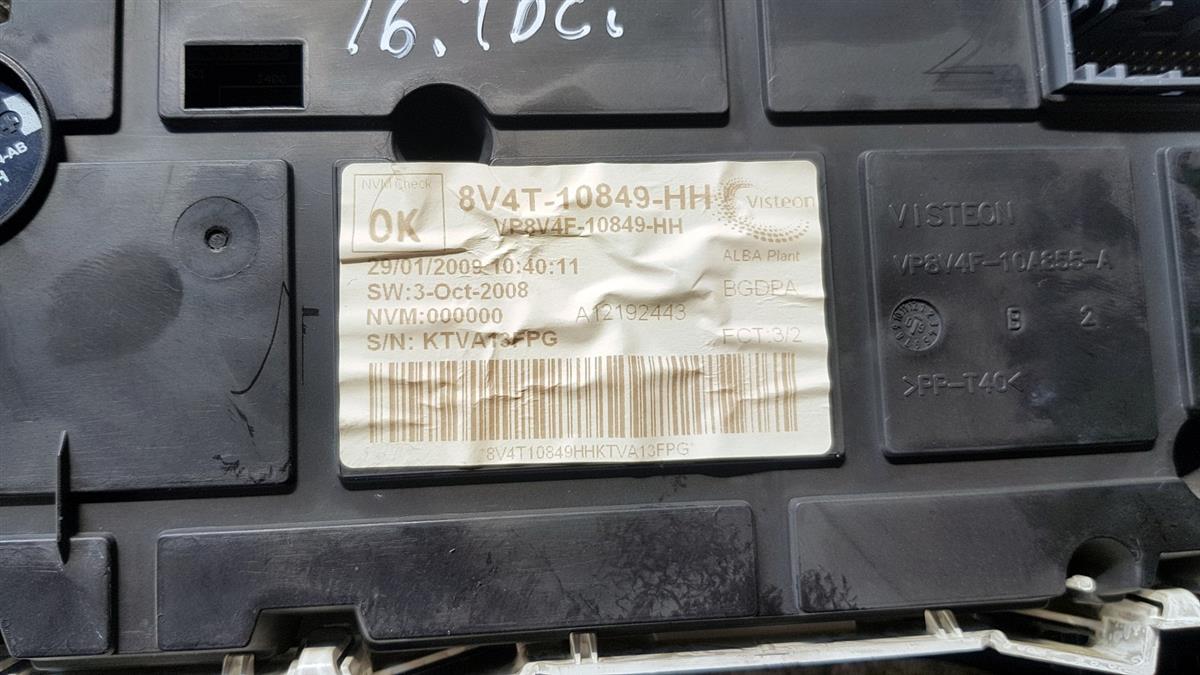 16.TDCi
NVM Check
OK
8V4T-10849-HH
VP8V4F-10849-HH
Visteon
ALBA Plant
29/01/2009 10:40:11
SW:3-Oct-2008
BGDPA
NVM:000000
A12192443
S/N: KTVA13FPG
FCT:3/2
*8V4T10849HHKTVA13FPG*
VISTEON
VP8V4F-10A855-A
B 2
>PP-T40<
-AB